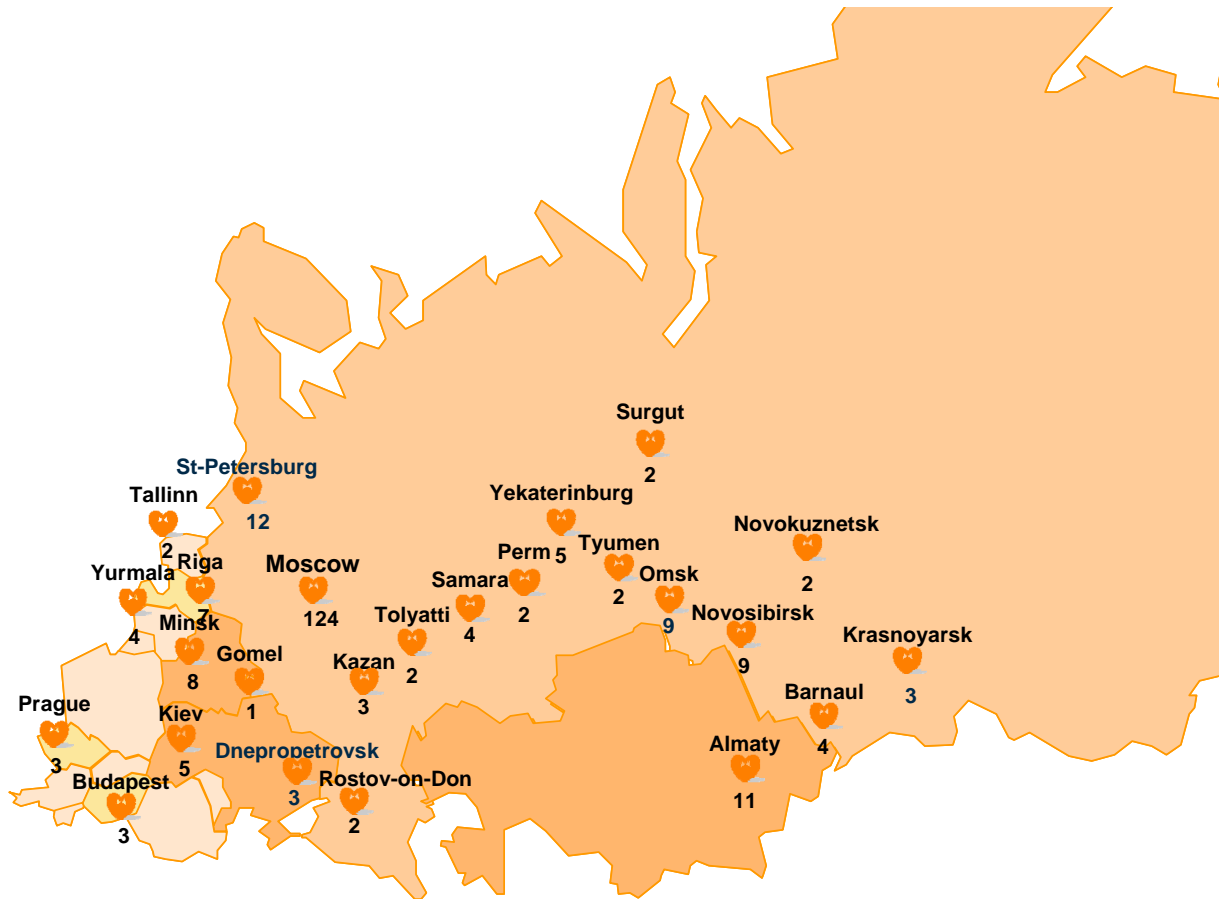 Surgut
2
St-Petersburg
12
Tallinn
2
Yekaterinburg
5
Novokuznetsk
2
Tyumen
2
Perm
2
Riga
7
Moscow
124
Yurmala
4
Samara
4
Omsk
9
Novosibirsk
9
Tolyatti
2
Minsk
8
Krasnoyarsk
3
Gomel
1
Kazan
3
Barnaul
4
Prague
3
Kiev
5
Almaty
11
Dnepropetrovsk
3
Rostov-on-Don
2
Budapest
3